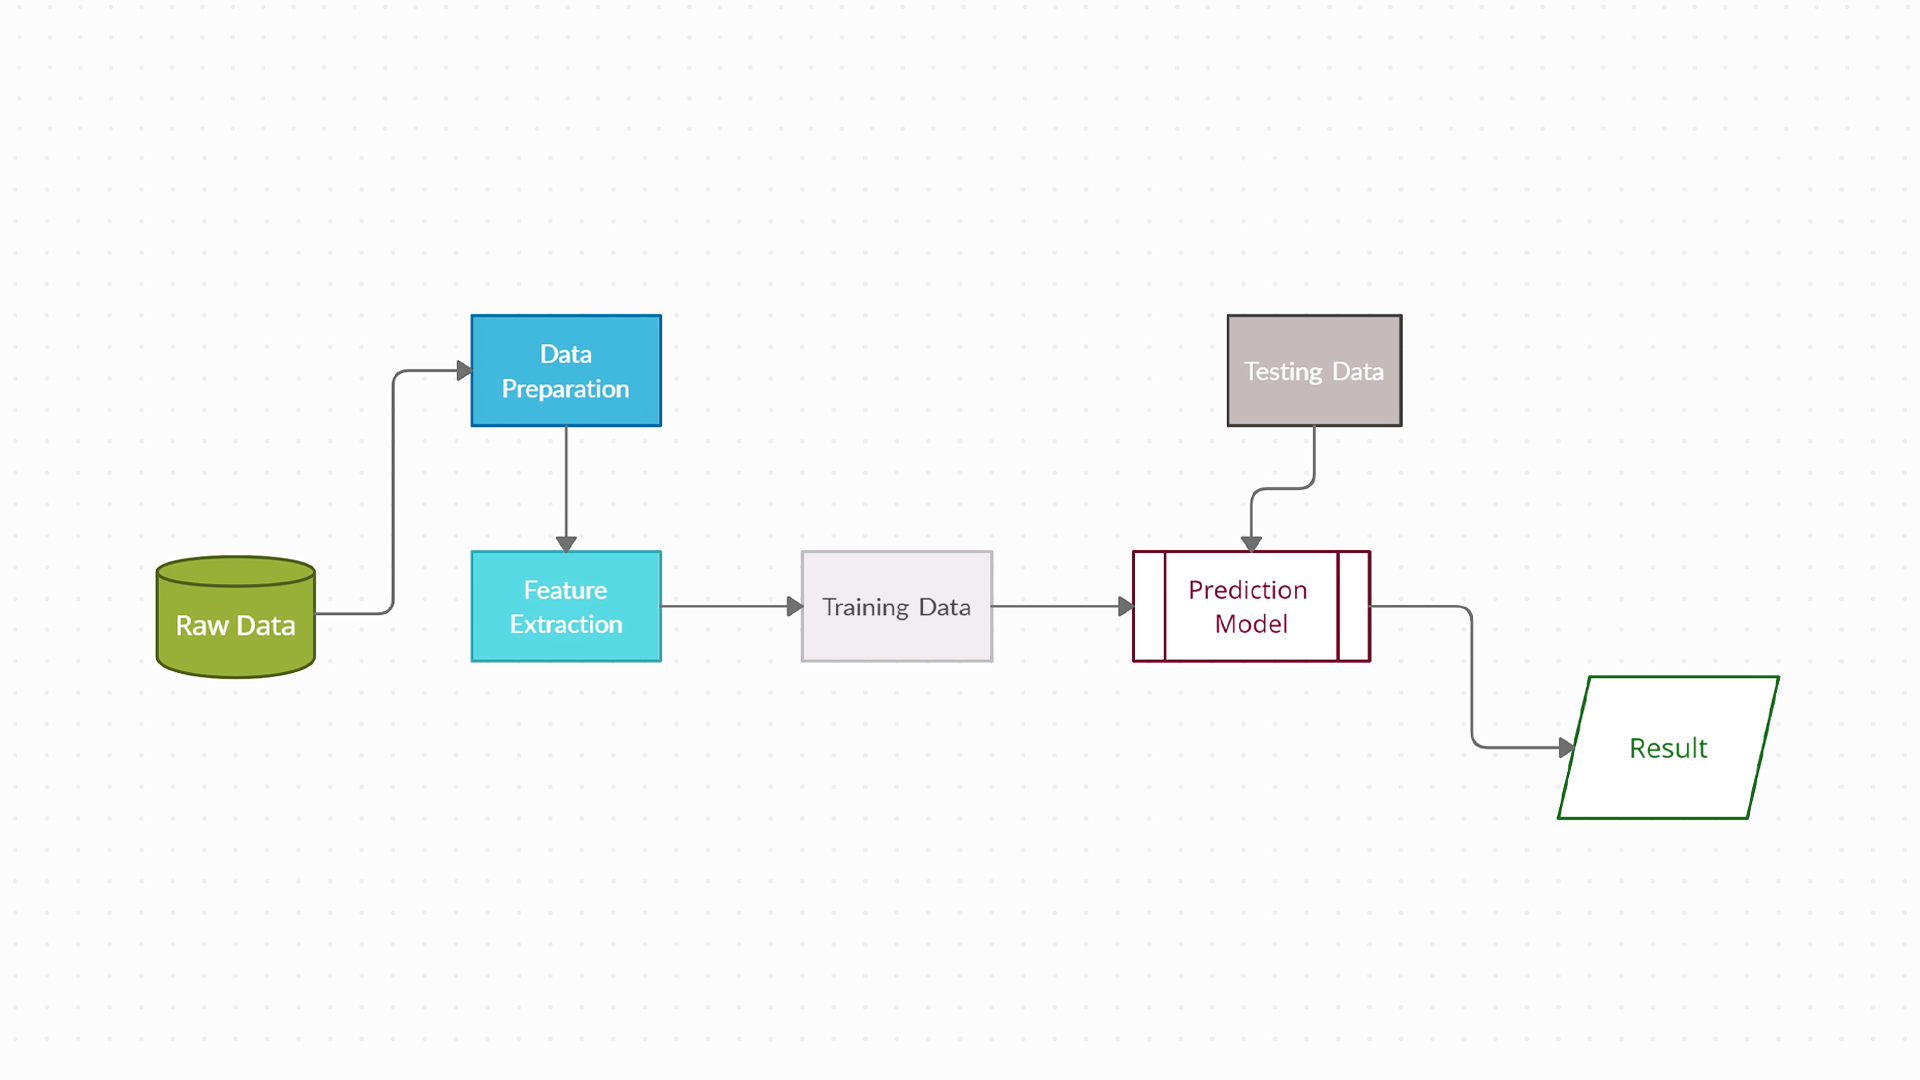 Data
Preparation
Testing Data
Raw Data
Feature
Extraction
Training Data
Prediction
Model
Result